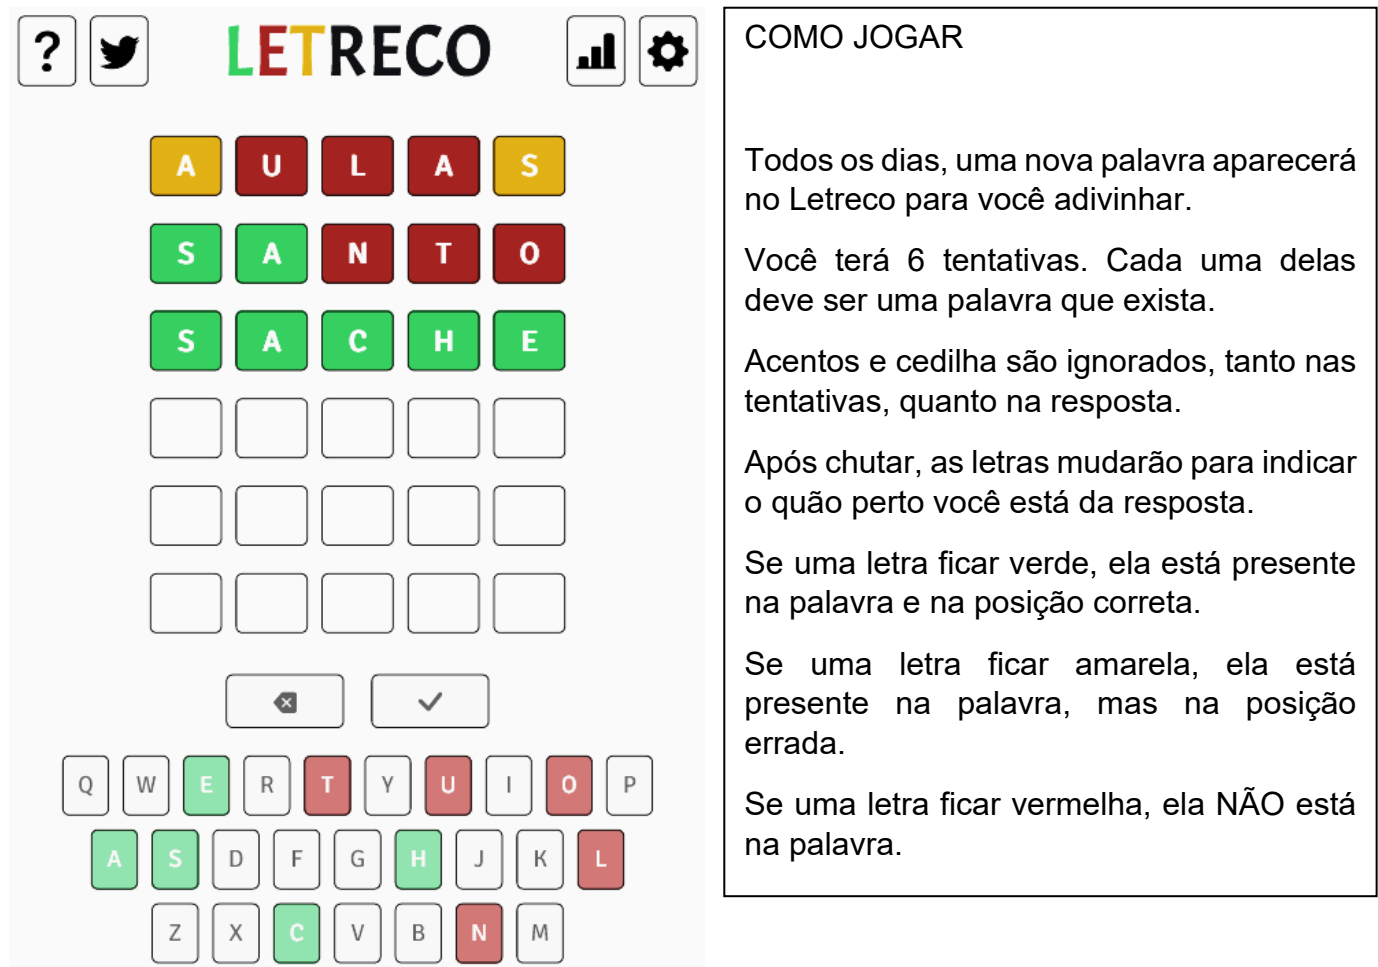 ? LETRECO
A U L A S
S A N T O
S A C H E
Q W E R T Y U I O P
A S D F G H J K L
Z X C V B N M
COMO JOGAR
Todos os dias, uma nova palavra aparecerá
no Letreco para você adivinhar.
Você terá 6 tentativas. Cada uma delas
deve ser uma palavra que exista.
Acentos e cedilha são ignorados, tanto nas
tentativas, quanto na resposta.
Após chutar, as letras mudarão para indicar
o quão perto você está da resposta.
Se uma letra ficar verde, ela está presente
na palavra e na posição correta.
Se uma letra ficar amarela, ela está
presente na palavra, mas na posição
errada.
Se uma letra ficar vermelha, ela NÃO está
na palavra.